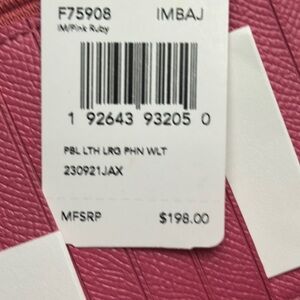 F75908 IMBAJ
IM/Pink Ruby
1 92643 93205 0
PBL LTH LRG PHN WLT
230921JAX
MFSRP $198.00